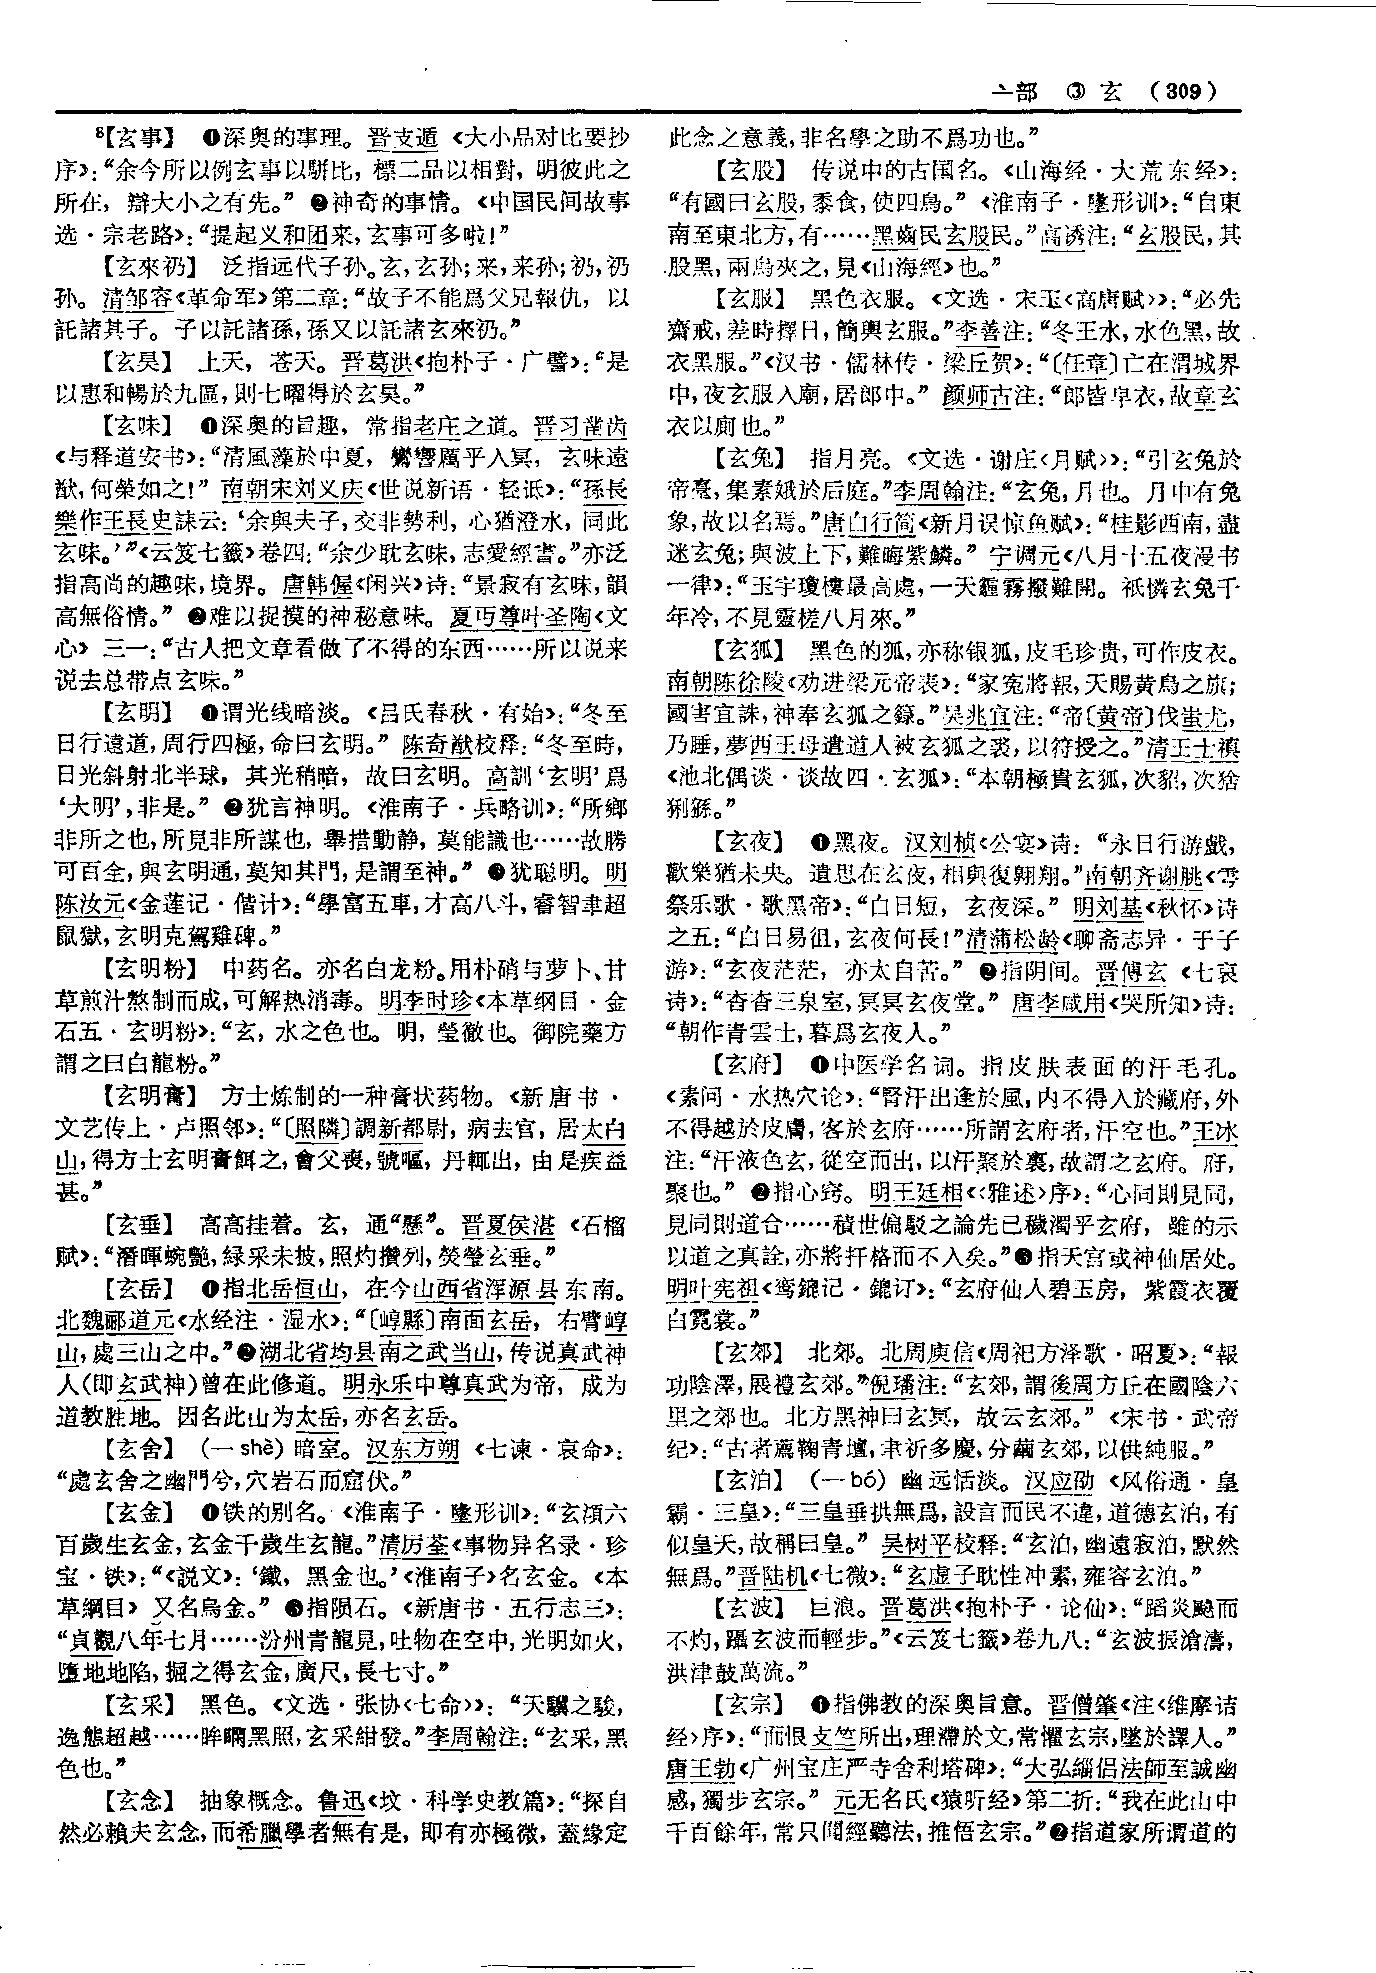 亠部 ③ 玄 (309)
⁸【玄事】 ❶深奥的事理。晋支遁《大小品对比要抄
序》:“余今所以例玄事以駢比，標二品以相對，明彼此之
所在，辯大小之有先。” ❷神奇的事情。《中国民间故事
选·宗老路》:“提起义和团来，玄事可多啦!”
【玄來礽】 泛指远代子孙。玄，玄孙；来，来孙；礽，礽
孙。清邹容《革命军》第二章:“故子不能爲父兄報仇，以
託諸其子。子以託諸孫，孫又以託諸玄來礽。”
【玄昊】 上天，苍天。晋葛洪《抱朴子·广譬》:“是
以惠和暢於九區，則七曜得於玄昊。”
【玄味】 ❶深奥的旨趣，常指老庄之道。晋习凿齿
《与释道安书》:“清風藻於中夏，鸞響厲乎八冥，玄味遠
猷，何榮如之!” 南朝宋刘义庆《世说新语·轻诋》:“孫長
樂作王長史誄云:‘余與夫子，交非勢利，心猶澄水，同此
玄味。’”《云笈七籤》卷四:“余少耽玄味，志愛經書。”亦泛
指高尚的趣味，境界。唐韩偓《闲兴》诗:“景寂有玄味，韻
高無俗情。” ❷难以捉摸的神秘意味。夏丏尊叶圣陶《文
心》 三一:“古人把文章看做了不得的东西……所以说来
说去总带点玄味。”
【玄明】 ❶谓光线暗淡。《吕氏春秋·有始》:“冬至
日行遠道，周行四極，命曰玄明。” 陈奇猷校释:“冬至時，
日光斜射北半球，其光稍暗，故曰玄明。高訓‘玄明’爲
‘大明’，非是。” ❷犹言神明。《淮南子·兵略训》:“所鄉
非所之也，所見非所謀也，舉措動静，莫能識也……故勝
可百全，與玄明通，莫知其門，是謂至神。” ❸犹聪明。明
陈汝元《金莲记·偕计》:“學富五車，才高八斗，睿智聿超
鼠獄，玄明克駕雞碑。”
【玄明粉】 中药名。亦名白龙粉。用朴硝与萝卜、甘
草煎汁熬制而成，可解热消毒。明李时珍《本草纲目·金
石五·玄明粉》:“玄，水之色也。明，瑩徹也。御院藥方
謂之曰白龍粉。”
【玄明膏】 方士炼制的一种膏状药物。《新唐书·
文艺传上·卢照邻》:“〔照隣〕調新都尉，病去官，居太白
山，得方士玄明膏餌之，會父喪，號嘔，丹輒出，由是疾益
甚。”
【玄垂】 高高挂着。玄，通“懸”。晋夏侯湛《石榴
赋》:“潛暉蜿艷，緑采未披，照灼攢列，熒瑩玄垂。”
【玄岳】 ❶指北岳恒山，在今山西省浑源县东南。
北魏郦道元《水经注·湿水》:“〔崞縣〕南面玄岳，右臂崞
山，處三山之中。”❷湖北省均县南之武当山，传说真武神
人(即玄武神)曾在此修道。明永乐中尊真武为帝，成为
道教胜地。因名此山为太岳，亦名玄岳。
【玄舍】 (一shè) 暗室。汉东方朔《七谏·哀命》:
“處玄舍之幽門兮，穴岩石而窟伏。”
【玄金】 ❶铁的别名。《淮南子·墬形训》:“玄澒六
百歲生玄金，玄金千歲生玄龍。”清厉荃《事物异名录·珍
宝·铁》:“《説文》:‘鐵，黑金也。’《淮南子》名玄金。《本
草綱目》 又名烏金。” ❷指陨石。《新唐书·五行志三》:
“貞觀八年七月……汾州青龍見，吐物在空中，光明如火，
墮地地陷，掘之得玄金，廣尺，長七寸。”
【玄采】 黑色。《文选·张协〈七命〉》:“天驥之駿，
逸態超越……眸瞯黑照，玄采紺發。”李周翰注:“玄采，黑
色也。”
【玄念】 抽象概念。鲁迅《坟·科学史教篇》:“探自
然必賴夫玄念，而希臘學者無有是，即有亦極微，蓋緣定
此念之意義，非名學之助不爲功也。”
【玄股】 传说中的古国名。《山海经·大荒东经》:
“有國曰玄股，黍食，使四鳥。”《淮南子·墬形训》:“自東
南至東北方，有……黑齒民玄股民。”高诱注:“玄股民，其
股黑，兩鳥夾之，見《山海經》也。”
【玄服】 黑色衣服。《文选·宋玉〈高唐赋〉》:“必先
齋戒，差時擇日，簡輿玄服。”李善注:“冬王水，水色黑，故
衣黑服。”《汉书·儒林传·梁丘贺》:“〔任章〕亡在渭城界
中，夜玄服入廟，居郎中。” 颜师古注:“郎皆皁衣，故章玄
衣以廁也。”
【玄兔】 指月亮。《文选·谢庄〈月赋〉》:“引玄兔於
帝臺，集素娥於后庭。”李周翰注:“玄兔，月也。月中有兔
象，故以名焉。”唐白行简《新月误惊鱼赋》:“桂影西南，盡
迷玄兔；與波上下，難晦紫鱗。” 宁调元《八月十五夜漫书
一律》:“玉宇瓊樓最高處，一天霾霧撥難開。祇憐玄兔千
年冷，不見靈槎八月來。”
【玄狐】 黑色的狐，亦称银狐，皮毛珍贵，可作皮衣。
南朝陈徐陵《劝进梁元帝表》:“家冤將報，天賜黄鳥之旗；
國害宜誅，神奉玄狐之籙。”吴兆宜注:“帝〔黄帝〕伐蚩尤，
乃睡，夢西王母遣道人被玄狐之裘，以符授之。”清王士禛
《池北偶谈·谈故四·玄狐》:“本朝極貴玄狐，次貂，次猞
猁猻。”
【玄夜】 ❶黑夜。汉刘桢《公宴》诗:“永日行游戲，
歡樂猶未央。遺思在玄夜，相與復翱翔。”南朝齐谢朓《雩
祭乐歌·歌黑帝》:“白日短，玄夜深。” 明刘基《秋怀》诗
之五:“白日易徂，玄夜何長!”清蒲松龄《聊斋志异·于子
游》:“玄夜茫茫，亦太自苦。” ❷指阴间。晋傅玄《七哀
诗》:“杳杳三泉室，冥冥玄夜堂。” 唐李咸用《哭所知》诗:
“朝作青雲士，暮爲玄夜人。”
【玄府】 ❶中医学名词。指皮肤表面的汗毛孔。
《素问·水热穴论》:“腎汗出逢於風，内不得入於藏府，外
不得越於皮膚，客於玄府……所謂玄府者，汗空也。”王冰
注:“汗液色玄，從空而出，以汗聚於裏，故謂之玄府。府，
聚也。” ❷指心窍。明王廷相《〈雅述〉序》:“心同則見同，
見同則道合……積世偏駁之論先已穢濁乎玄府，雖的示
以道之真詮，亦將扞格而不入矣。”❸指天宫或神仙居处。
明叶宪祖《鸾鎞记·鎞订》:“玄府仙人碧玉房，紫霞衣覆
白霓裳。”
【玄郊】 北郊。北周庾信《周祀方泽歌·昭夏》:“報
功陰澤，展禮玄郊。”倪璠注:“玄郊，謂後周方丘在國陰六
里之郊也。北方黑神曰玄冥，故云玄郊。”《宋书·武帝
纪》:“古者薦鞠青壇，聿祈多慶，分繭玄郊，以供純服。”
【玄泊】 (一bó) 幽远恬淡。汉应劭《风俗通·皇
霸·三皇》:“三皇垂拱無爲，設言而民不違，道德玄泊，有
似皇天，故稱曰皇。” 吴树平校释:“玄泊，幽遠寂泊，默然
無爲。”晋陆机《七微》:“玄虚子耽性冲素，雍容玄泊。”
【玄波】 巨浪。晋葛洪《抱朴子·论仙》:“蹈炎飈而
不灼，躡玄波而輕步。”《云笈七籤》卷九八:“玄波振滄濤，
洪津鼓萬流。”
【玄宗】 ❶指佛教的深奥旨意。晋僧肇《注〈维摩诘
经〉序》:“而恨支竺所出，理滯於文，常懼玄宗，墜於譯人。”
唐王勃《广州宝庄严寺舍利塔碑》:“大弘緇侣法師至誠幽
感，獨步玄宗。” 元无名氏《猿听经》第二折:“我在此山中
千百餘年，常只聞經聽法，推悟玄宗。”❷指道家所谓道的